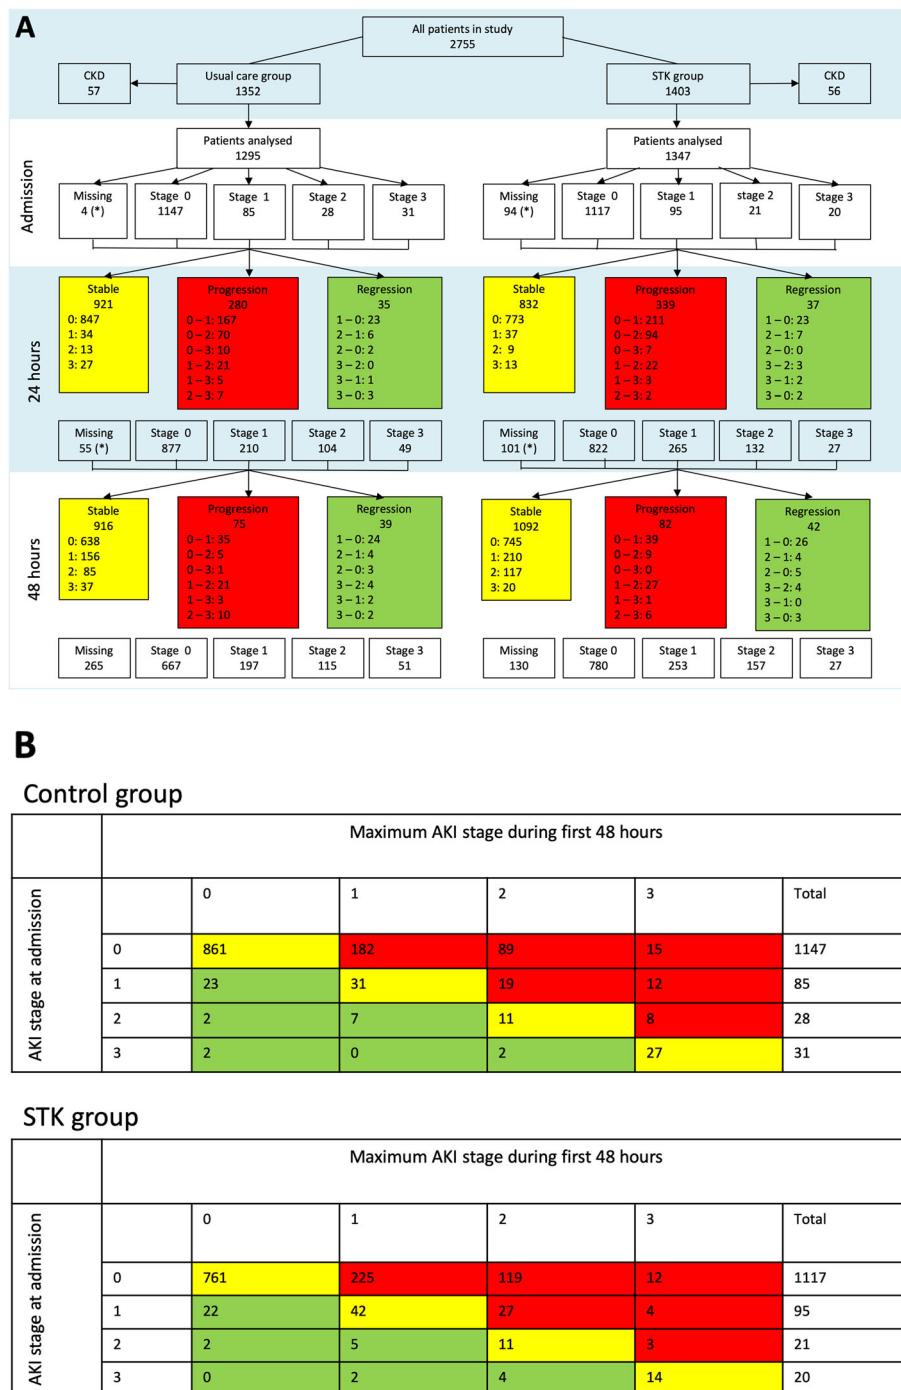 A
All patients in study
2755
CKD
57
Usual care group
1352
STK group
1403
CKD
56
Admission
Patients analysed
1295
Patients analysed
1347
Missing
4 (*)
Stage 0
1147
Stage 1
85
Stage 2
28
Stage 3
31
Missing
94 (*)
Stage 0
1117
Stage 1
95
stage 2
21
Stage 3
20
24 hours
Stable
921
0: 847
1: 34
2: 13
3: 27
Progression
280
0 – 1: 167
0 – 2: 70
0 – 3: 10
1 – 2: 21
1 – 3: 5
2 – 3: 7
Regression
35
1 – 0: 23
2 – 1: 6
2 – 0: 2
3 – 2: 0
3 – 1: 1
3 – 0: 3
Stable
832
0: 773
1: 37
2: 9
3: 13
Progression
339
0 – 1: 211
0 – 2: 94
0 – 3: 7
1 – 2: 22
1 – 3: 3
2 – 3: 2
Regression
37
1 – 0: 23
2 – 1: 7
2 – 0: 0
3 – 2: 3
3 – 1: 2
3 – 0: 2
Missing
55 (*)
Stage 0
877
Stage 1
210
Stage 2
104
Stage 3
49
Missing
101 (*)
Stage 0
822
Stage 1
265
Stage 2
132
Stage 3
27
48 hours
Stable
916
0: 638
1: 156
2: 85
3: 37
Progression
75
0 – 1: 35
0 – 2: 5
0 – 3: 1
1 – 2: 21
1 – 3: 3
2 – 3: 10
Regression
39
1 – 0: 24
2 – 1: 4
2 – 0: 3
3 – 2: 4
3 – 1: 2
3 – 0: 2
Stable
1092
0: 745
1: 210
2: 117
3: 20
Progression
82
0 – 1: 39
0 – 2: 9
0 – 3: 0
1 – 2: 27
1 – 3: 1
2 – 3: 6
Regression
42
1 – 0: 26
2 – 1: 4
2 – 0: 5
3 – 2: 4
3 – 1: 0
3 – 0: 3
Missing
265
Stage 0
667
Stage 1
197
Stage 2
115
Stage 3
51
Missing
130
Stage 0
780
Stage 1
253
Stage 2
157
Stage 3
27
B
Control group
Maximum AKI stage during first 48 hours
AKI stage at admission
0 1 2 3 Total
0 861 182 89 15 1147
1 23 31 19 12 85
2 2 7 11 8 28
3 2 0 2 27 31
STK group
Maximum AKI stage during first 48 hours
AKI stage at admission
0 1 2 3 Total
0 761 225 119 12 1117
1 22 42 27 4 95
2 2 5 11 3 21
3 0 2 4 14 20